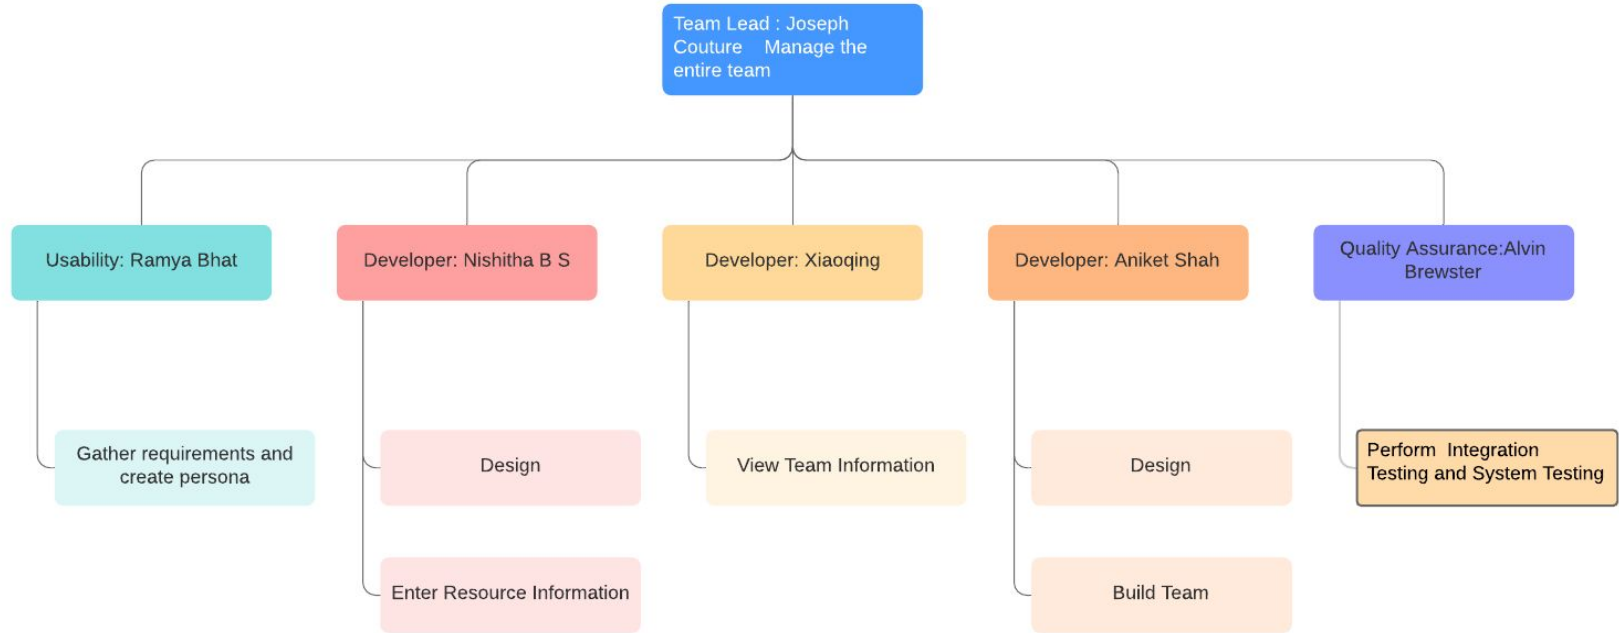 Team Lead : Joseph
Couture    Manage the
entire team
Usability: Ramya Bhat
Developer: Nishitha B S
Developer: Xiaoqing
Developer: Aniket Shah
Quality Assurance:Alvin
Brewster
Gather requirements and
create persona
Design
View Team Information
Design
Perform  Integration
Testing and System Testing
Enter Resource Information
Build Team